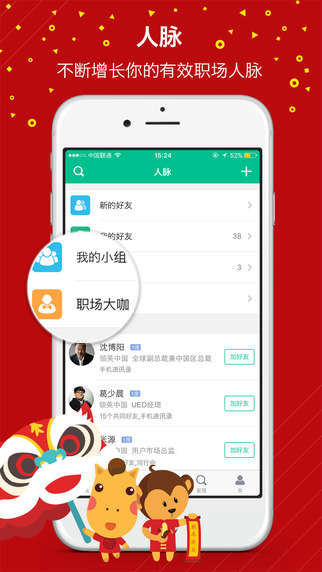 人脉
不断增长你的有效职场人脉
中国联通 15:24 52%
人脉
新的好友
我的好友 38
我的小组 3
职场大咖
沈博阳
领英中国 全球副总裁兼中国区总裁
手机通讯录
加好友
葛少晨
领英中国 UED经理
15个共同好友,手机通讯录
加好友
张源
中国 用户市场总监
好友,同行业
加好友
发现